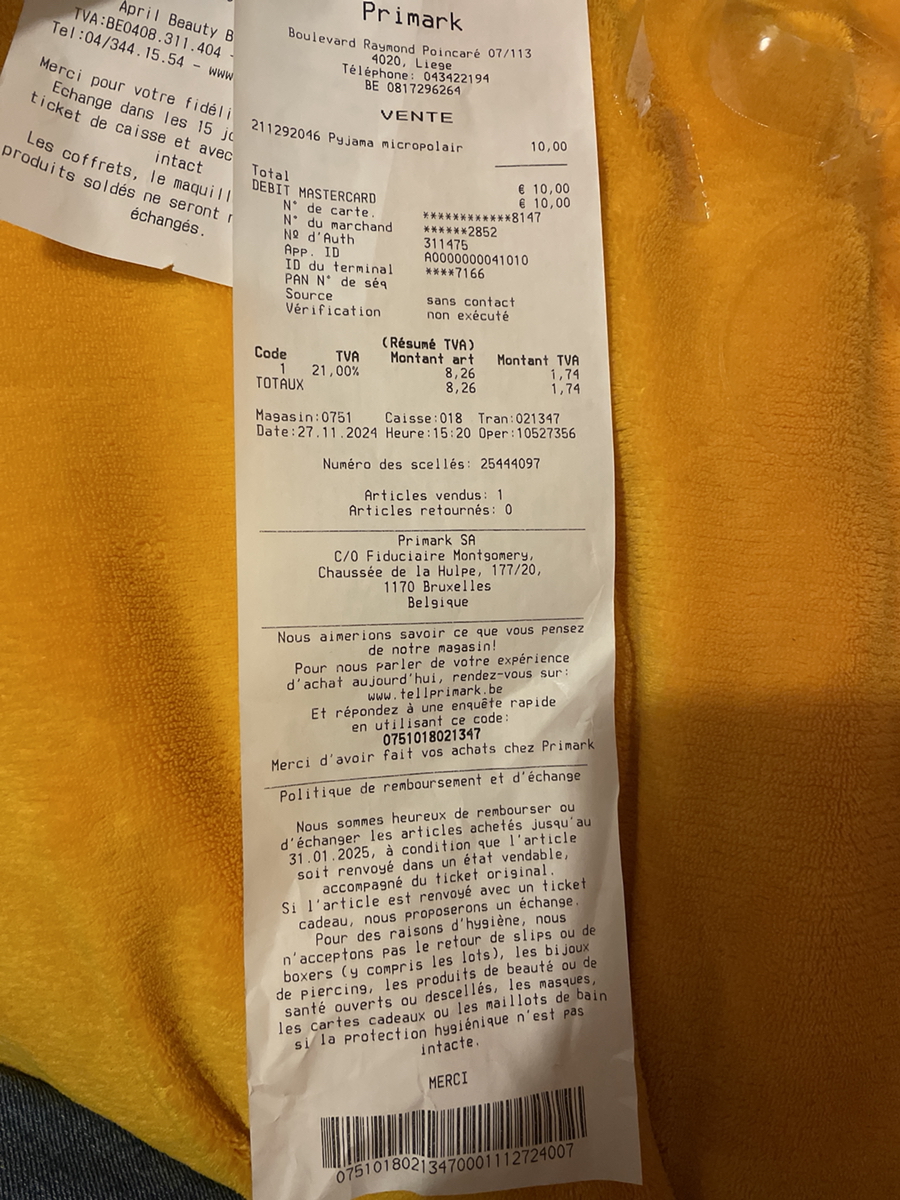 April Beauty B
TVA:BE0408.311.404 -
Tel:04/344.15.54 - www
Merci pour votre fidéli
Echange dans les 15 jo
ticket de caisse et avec
intact
Les coffrets, le maquill
produits soldés ne seront
échangés.
Primark
Boulevard Raymond Poincaré 07/113
4020, Liege
Téléphone: 043422194
BE 0817296264
VENTE
211292046 Pyjama micropolair 10,00
Total € 10,00
DEBIT MASTERCARD € 10,00
N° de carte. ************8147
N° du marchand ******2852
Nº d'Auth 311475
App. ID A0000000041010
ID du terminal ****7166
PAN N° de séq
Source sans contact
Vérification non exécuté
(Résumé TVA)
Code TVA Montant art Montant TVA
1 21,00% 8,26 1,74
TOTAUX 8,26 1,74
Magasin:0751 Caisse:018 Tran:021347
Date:27.11.2024 Heure:15:20 Oper:10527356
Numéro des scellés: 25444097
Articles vendus: 1
Articles retournés: 0
Primark SA
C/O Fiduciaire Montgomery,
Chaussée de la Hulpe, 177/20,
1170 Bruxelles
Belgique
Nous aimerions savoir ce que vous pensez
de notre magasin!
Pour nous parler de votre expérience
d'achat aujourd'hui, rendez-vous sur:
www.tellprimark.be
Et répondez à une enquête rapide
en utilisant ce code:
0751018021347
Merci d'avoir fait vos achats chez Primark
Politique de remboursement et d'échange
Nous sommes heureux de rembourser ou
d'échanger les articles achetés jusqu'au
31.01.2025, à condition que l'article
soit renvoyé dans un état vendable,
accompagné du ticket original.
Si l'article est renvoyé avec un ticket
cadeau, nous proposerons un échange.
Pour des raisons d'hygiène, nous
n'acceptons pas le retour de slips ou de
boxers (y compris les lots), les bijoux
de piercing, les produits de beauté ou de
santé ouverts ou descellés, les masques,
les cartes cadeaux ou les maillots de bain
si la protection hygiénique n'est pas
intacte.
MERCI
07510180213470001112724007